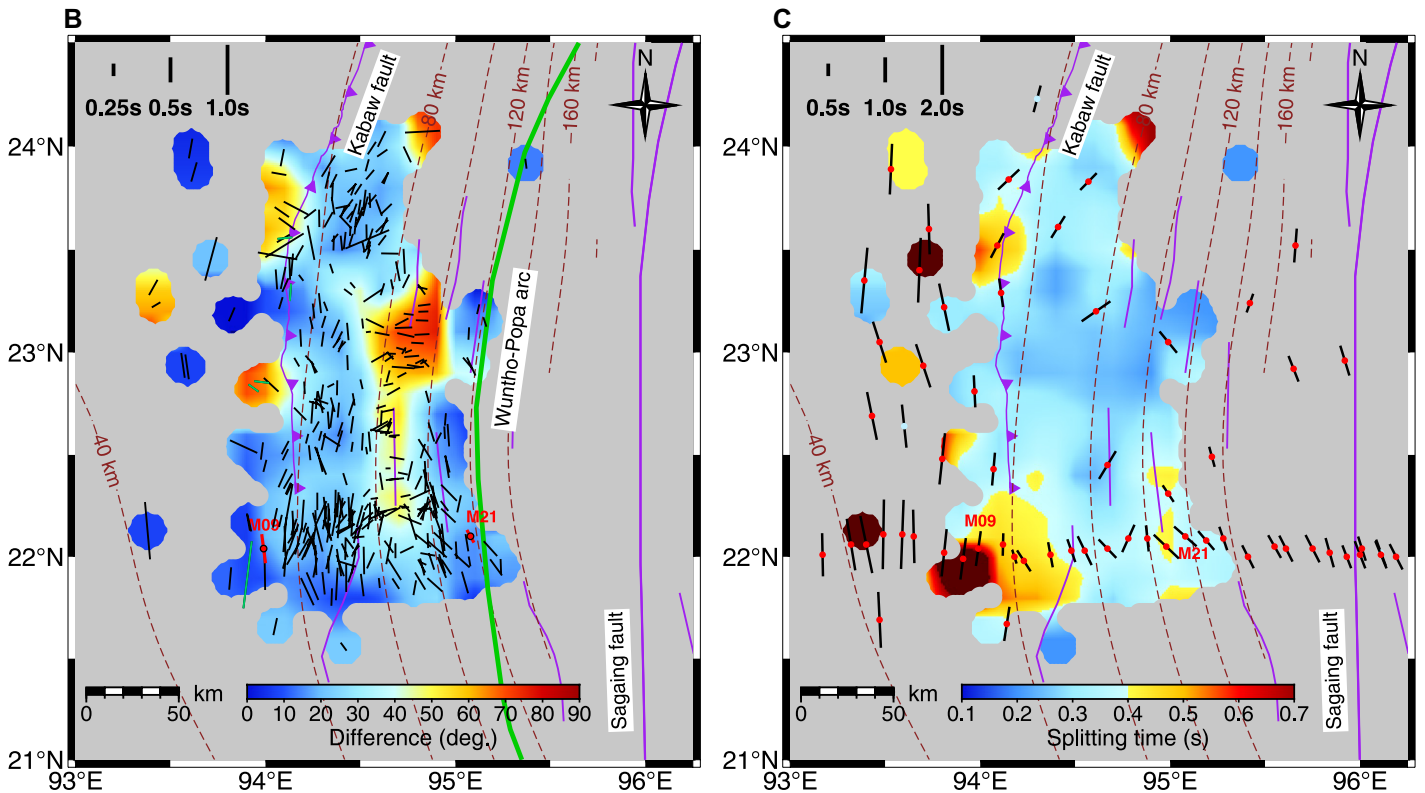 B
Kabaw fault
N
0.25s 0.5s 1.0s
80 km
120 km
160 km
24°N
23°N
22°N
21°N
Wuntho-Popa arc
40 km
M09
M21
Sagaing fault
km
0 50
0 10 20 30 40 50 60 70 80 90
Difference (deg.)
93°E 94°E 95°E 96°E
C
Kabaw fault
N
0.5s 1.0s 2.0s
80 km
120 km
160 km
24°N
23°N
22°N
21°N
40 km
M09
M21
Sagaing fault
km
0 50
0.1 0.2 0.3 0.4 0.5 0.6 0.7
Splitting time (s)
93°E 94°E 95°E 96°E